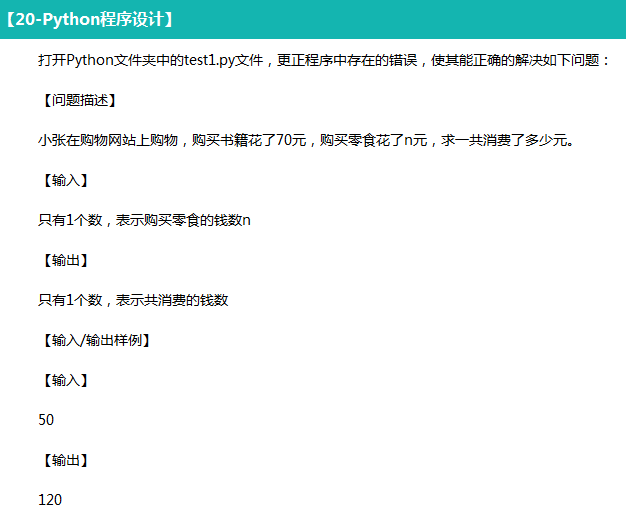 【20-Python程序设计】
打开Python文件夹中的test1.py文件，更正程序中存在的错误，使其能正确的解决如下问题：
【问题描述】
小张在购物网站上购物，购买书籍花了70元，购买零食花了n元，求一共消费了多少元。
【输入】
只有1个数，表示购买零食的钱数n
【输出】
只有1个数，表示共消费的钱数
【输入/输出样例】
【输入】
50
【输出】
120